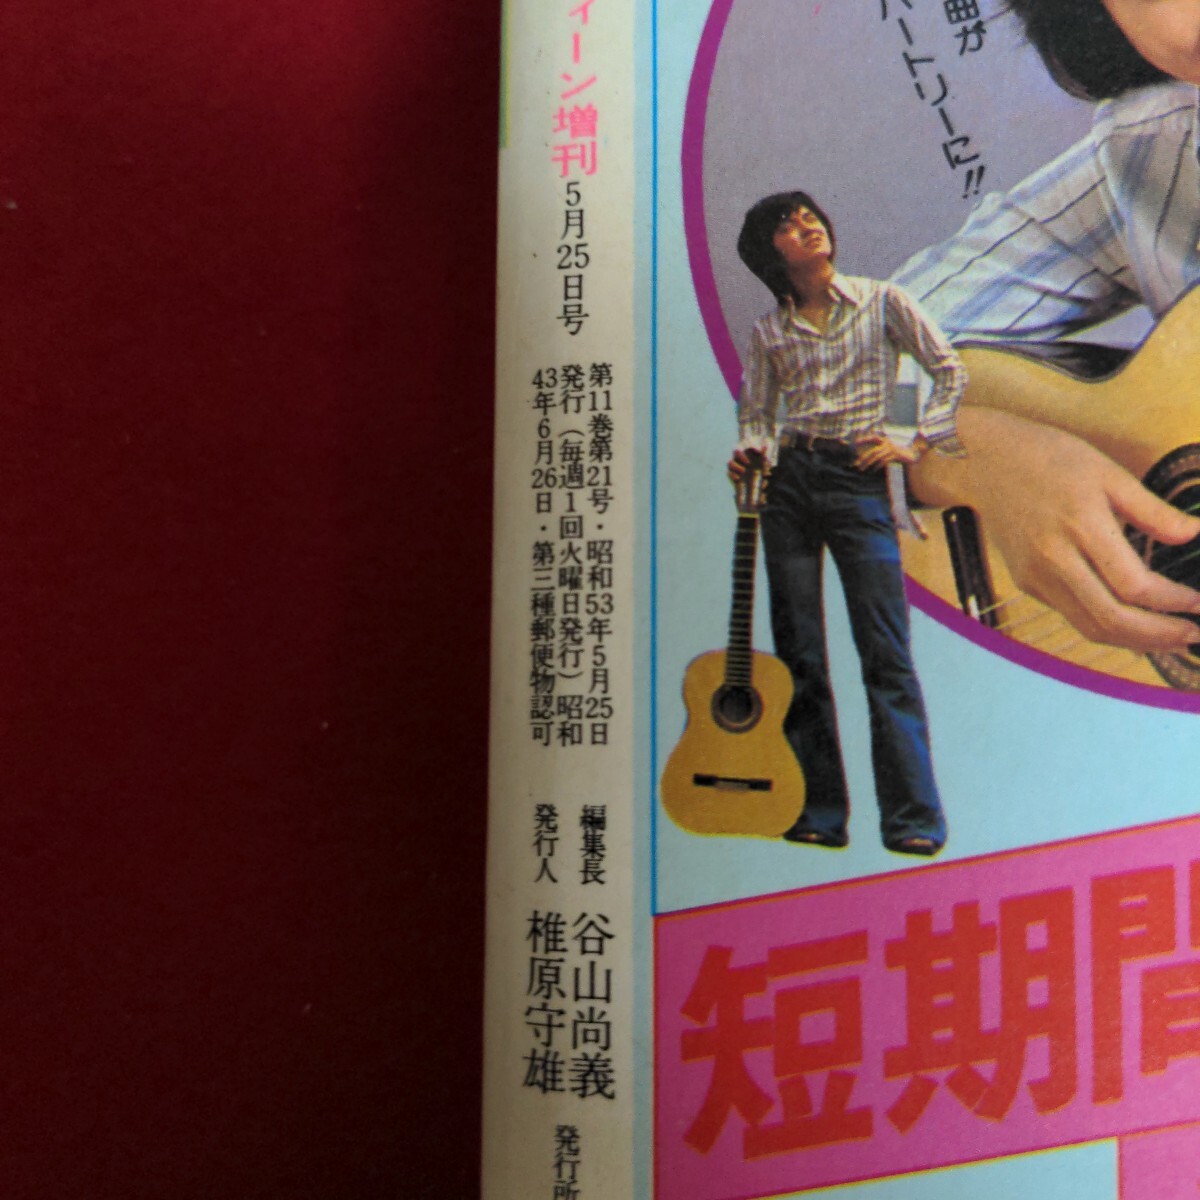 ィーン増刊
5月25日号
第11巻第21号・昭和53年5月25日
発行(毎週1回火曜日発行)昭和
43年6月26日・第三種郵便物認可
編集長 谷山尚義
発行人 椎原守雄
発行所
曲が
ハートリーに!!
短期間